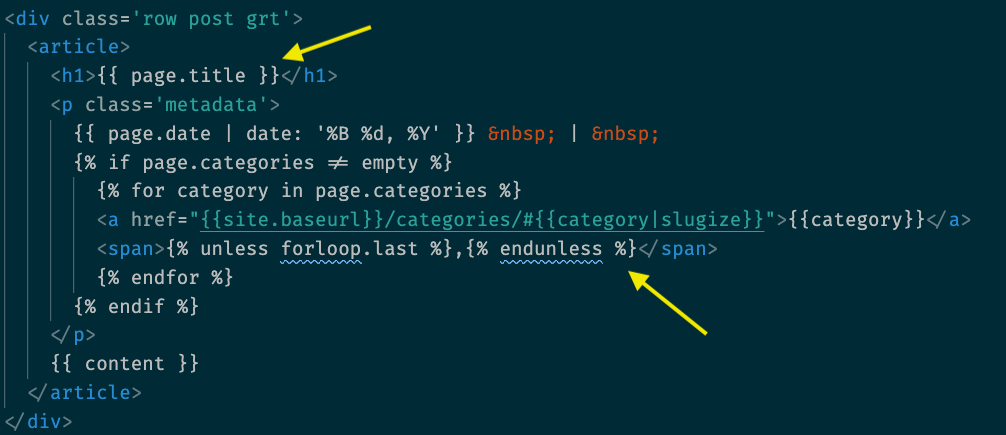 <div class='row post grt'>
<article>
<h1>{{ page.title }}</h1>
<p class='metadata'>
{{ page.date | date: '%B %d, %Y' }} &nbsp; | &nbsp;
{% if page.categories != empty %}
{% for category in page.categories %}
<a href="{{site.baseurl}}/categories/#{{category|slugize}}">{{category}}</a>
<span>{% unless forloop.last %},{% endunless %}</span>
{% endfor %}
{% endif %}
</p>
{{ content }}
</article>
</div>